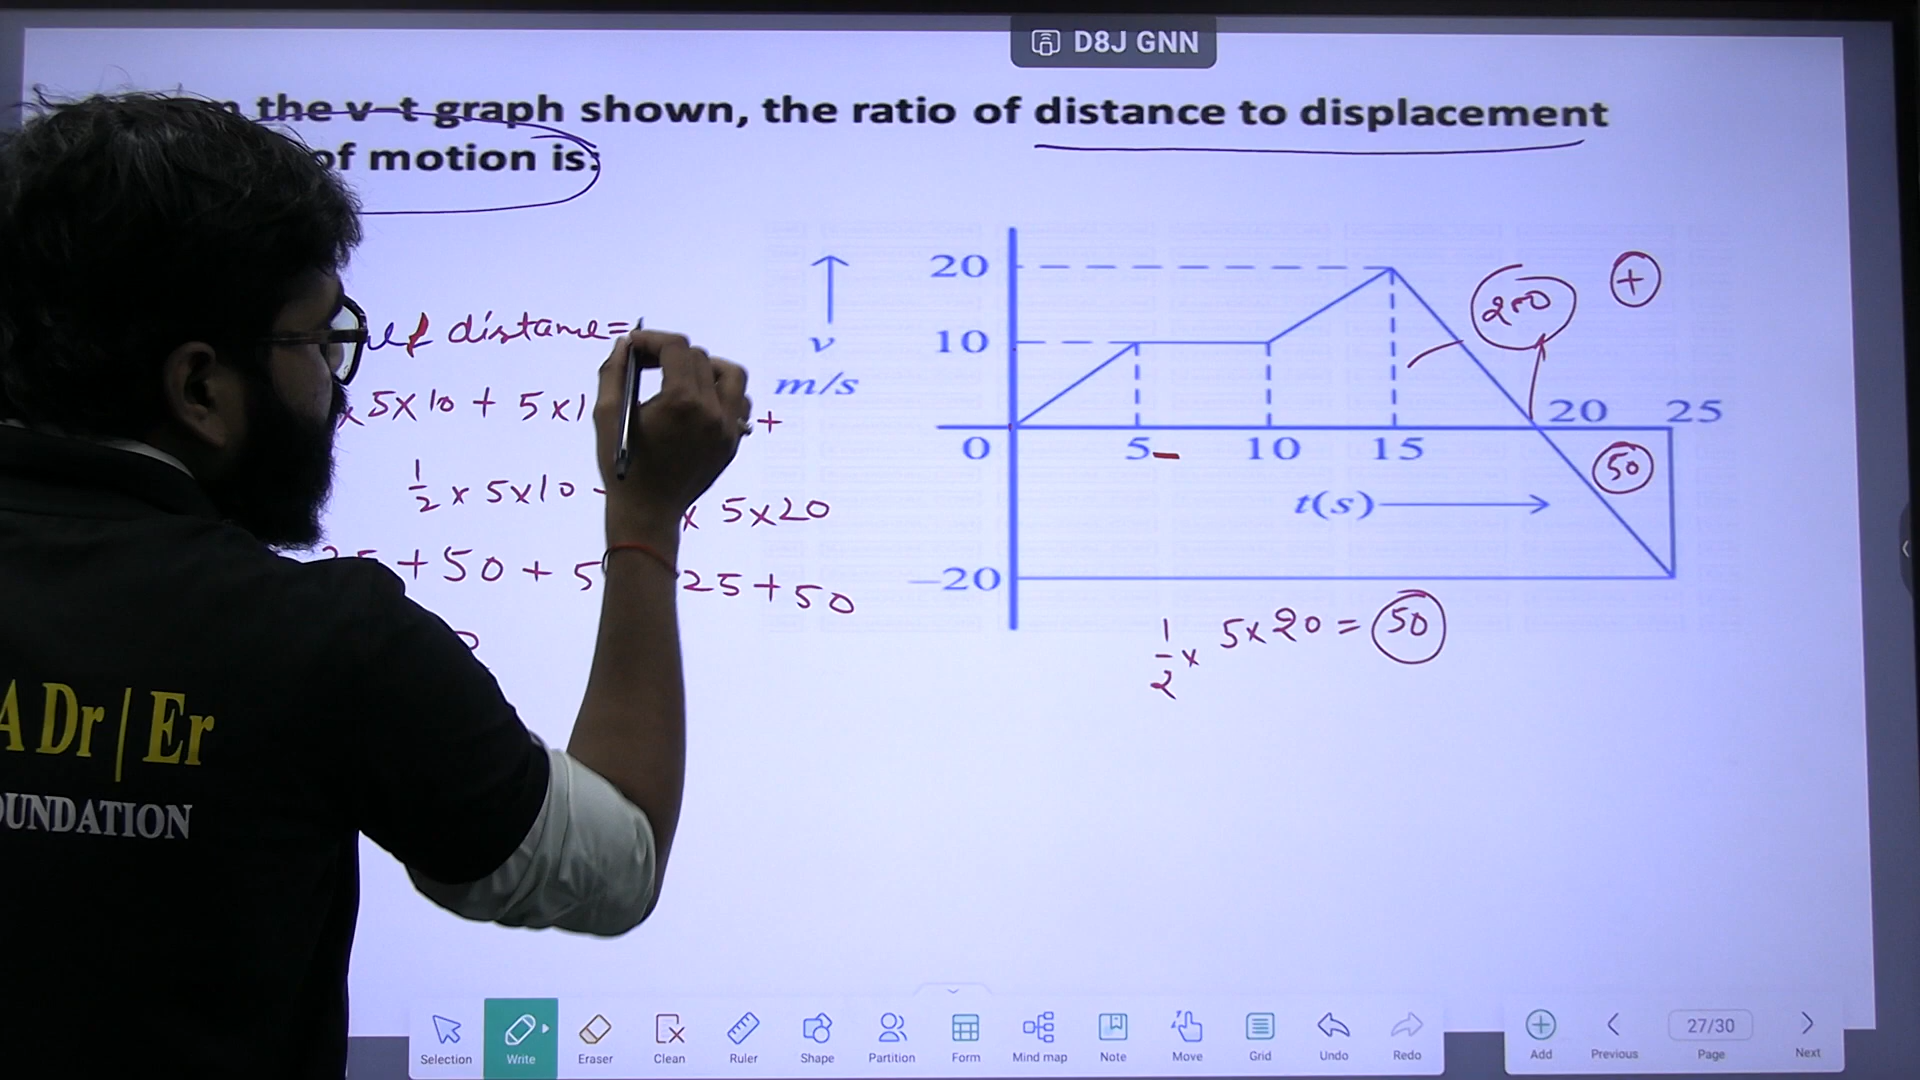 D8J GNN
the v-t graph shown, the ratio of distance to displacement
of motion is:
distame=
5×10 + 5×1
+
1/2 × 5×10
× 5×20
+50 + 5
25+50
20
10
v
m/s
0
5
10
15
20
25
t(s)
-20
250
+
50
1/2 × 5×20 = 50
A Dr|Er
OUNDATION
Selection
Write
Eraser
Clean
Ruler
Shape
Partition
Form
Mind map
Note
Move
Grid
Undo
Redo
Add
Previous
27/30
Page
Next